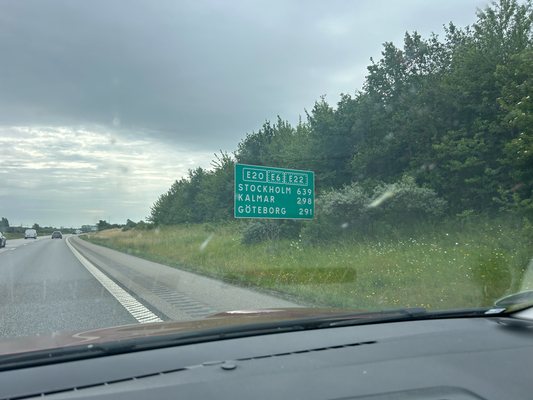 E20 E6 E22
STOCKHOLM 639
KALMAR 298
GÖTEBORG 291